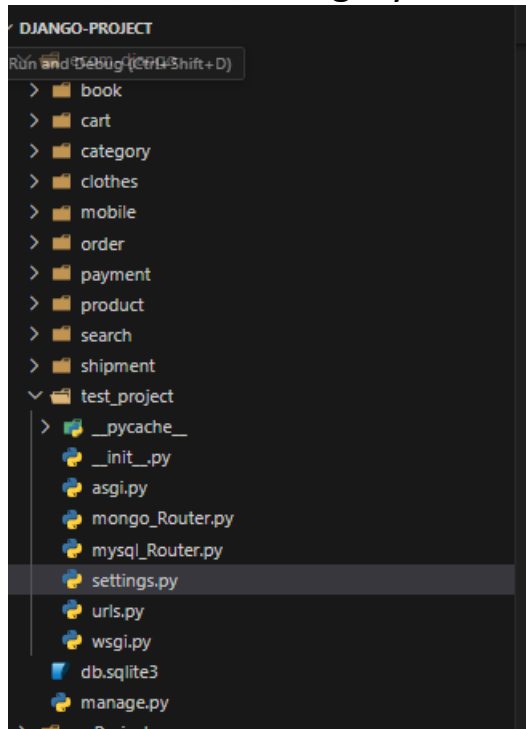 DJANGO-PROJECT
Run and Debug (Ctrl+Shift+D)
book
cart
category
clothes
mobile
order
payment
product
search
shipment
test_project
__pycache__
__init__.py
asgi.py
mongo_Router.py
mysql_Router.py
settings.py
urls.py
wsgi.py
db.sqlite3
manage.py